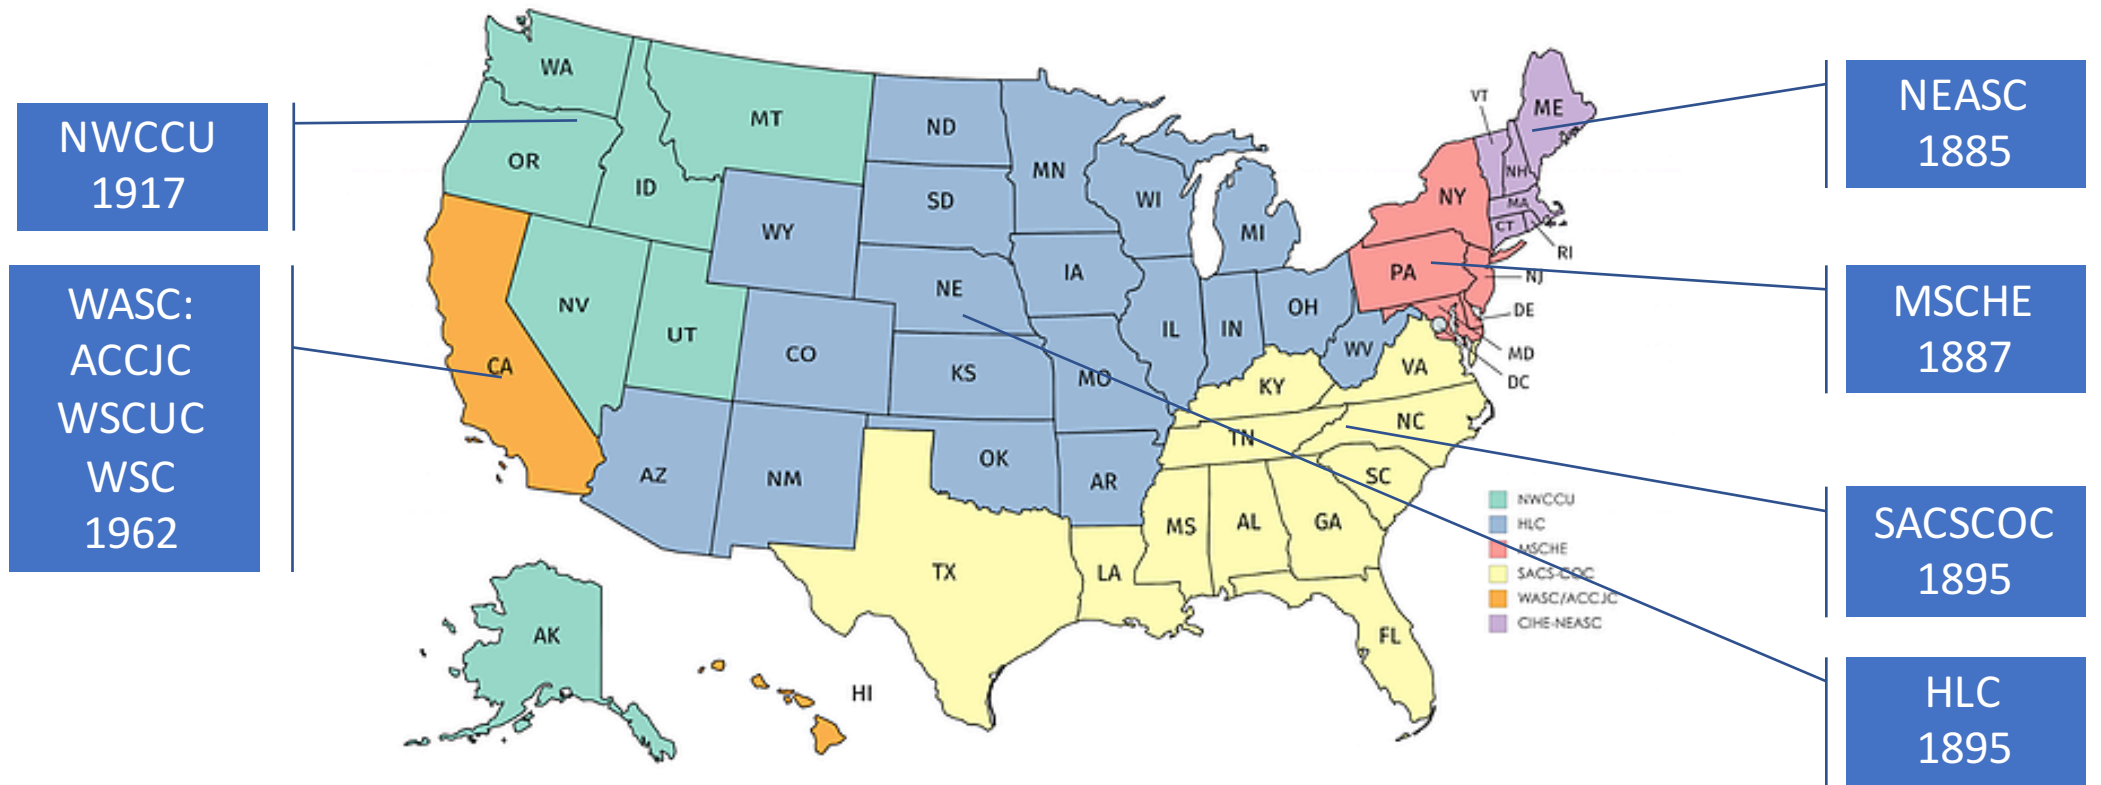 NWCCU
1917
WASC:
ACCJC
WSCUC
WSC
1962
NEASC
1885
MSCHE
1887
SACSCOC
1895
HLC
1895
WA
OR
ID
MT
WY
NV
UT
CA
CO
AZ
NM
ND
SD
NE
KS
OK
TX
MN
IA
MO
AR
LA
WI
IL
IN
MI
OH
KY
TN
MS
AL
GA
FL
SC
NC
VA
WV
PA
NY
VT
NH
ME
MA
CT
RI
NJ
DE
MD
DC
AK
HI
NWCCU
HLC
MSCHE
SACS-COC
WASC/ACCJC
CIHE-NEASC